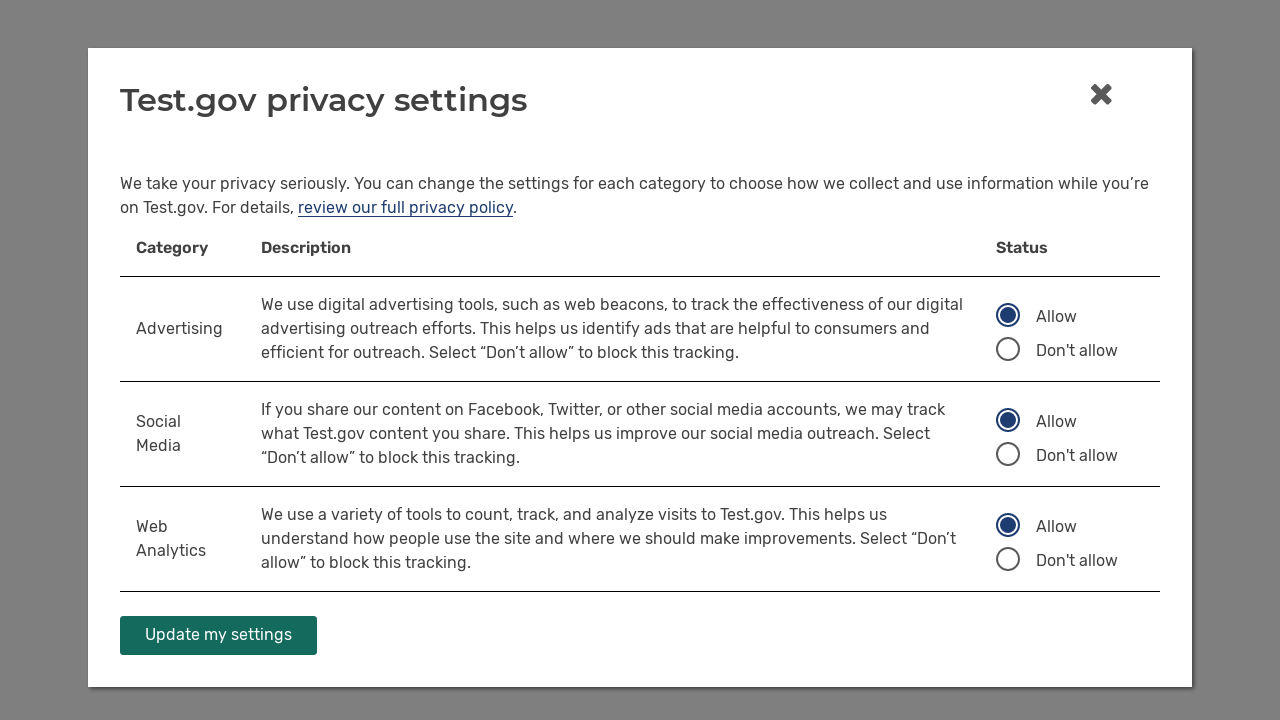 Test.gov privacy settings
We take your privacy seriously. You can change the settings for each category to choose how we collect and use information while you’re
on Test.gov. For details, review our full privacy policy.
Category Description Status
Advertising
We use digital advertising tools, such as web beacons, to track the effectiveness of our digital
advertising outreach efforts. This helps us identify ads that are helpful to consumers and
efficient for outreach. Select “Don’t allow” to block this tracking.
Allow
Don't allow
Social
Media
If you share our content on Facebook, Twitter, or other social media accounts, we may track
what Test.gov content you share. This helps us improve our social media outreach. Select
“Don’t allow” to block this tracking.
Allow
Don't allow
Web
Analytics
We use a variety of tools to count, track, and analyze visits to Test.gov. This helps us
understand how people use the site and where we should make improvements. Select “Don’t
allow” to block this tracking.
Allow
Don't allow
Update my settings